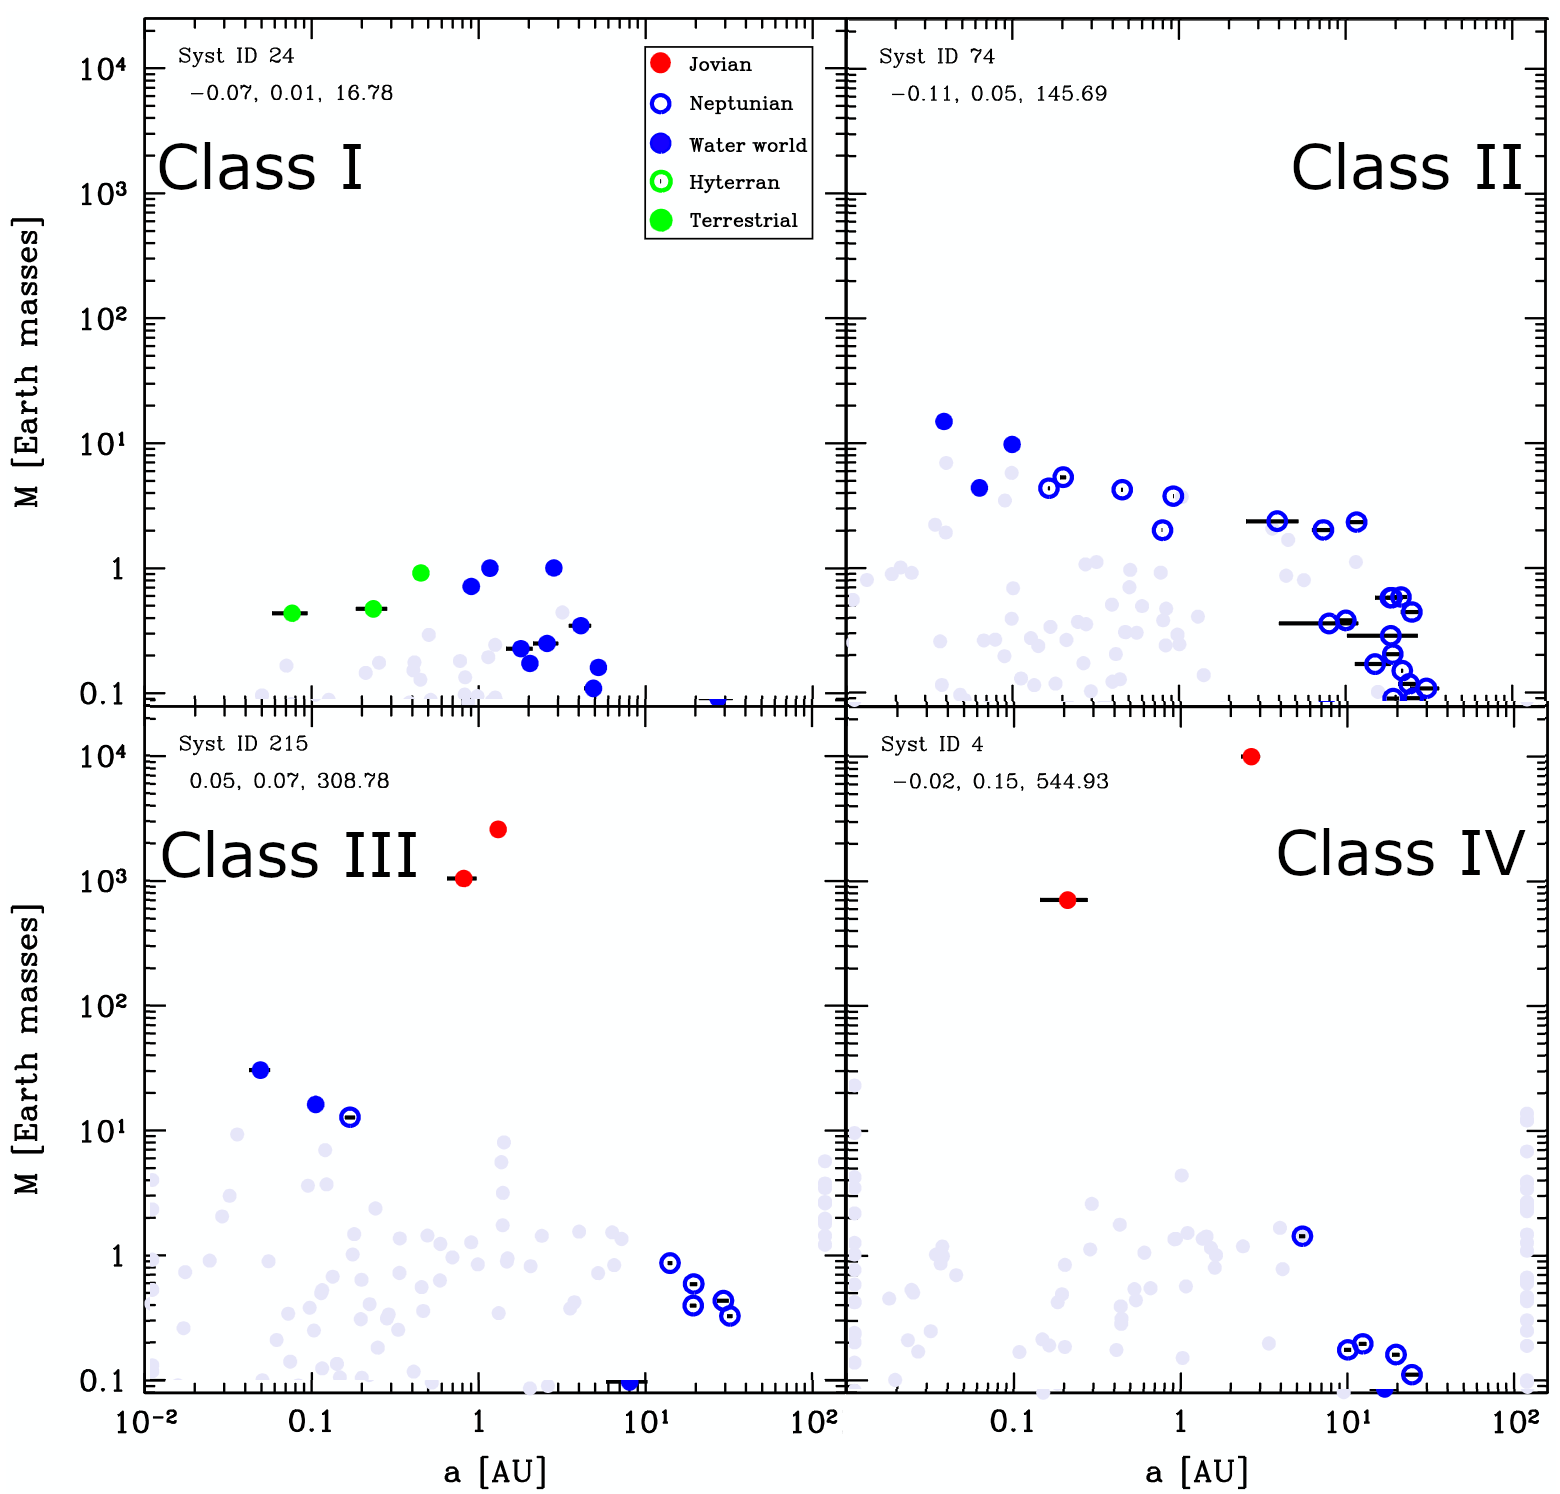 Syst ID 24
−0.07, 0.01, 16.78
Class I
Jovian
Neptunian
Water world
Hyterran
Terrestrial
Syst ID 74
−0.11, 0.05, 145.69
Class II
M [Earth masses]
10⁴
10³
10²
10¹
1
0.1
Syst ID 215
0.05, 0.07, 308.78
Class III
Syst ID 4
−0.02, 0.15, 544.93
Class IV
M [Earth masses]
10⁴
10³
10²
10¹
1
0.1
10⁻² 0.1 1 10¹ 10²
0.1 1 10¹ 10²
a [AU]
a [AU]